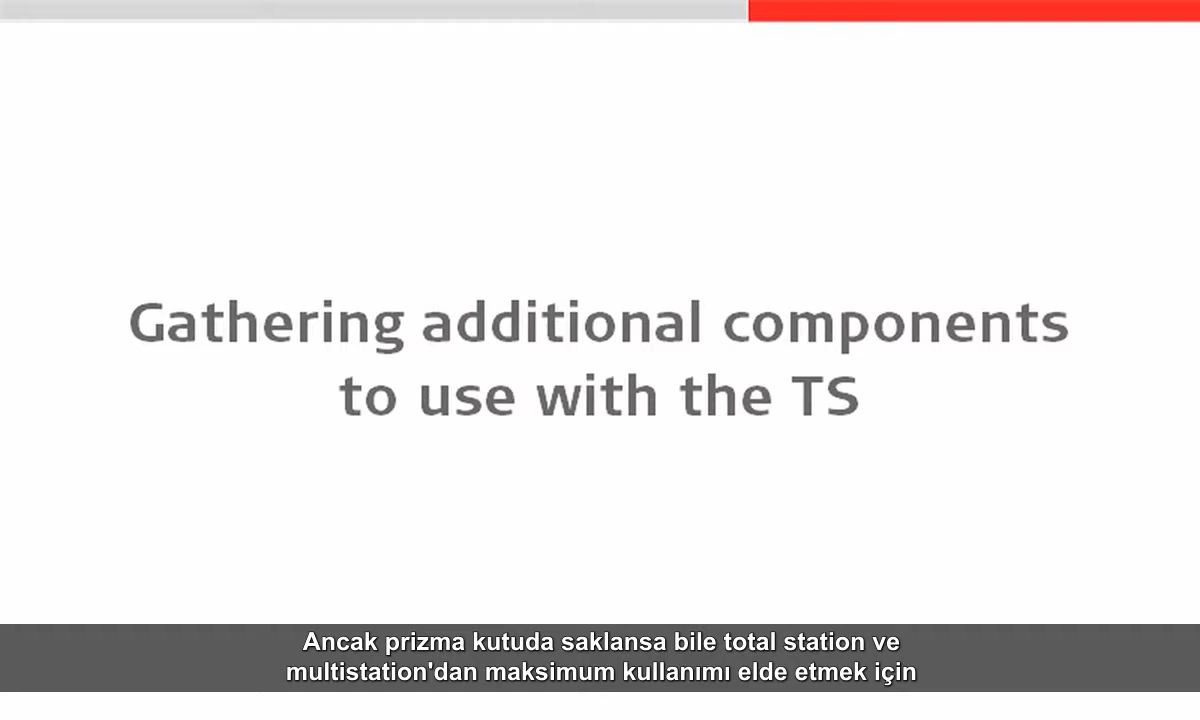 Gathering additional components
to use with the TS
Ancak prizma kutuda saklansa bile total station ve
multistation'dan maksimum kullanımı elde etmek için